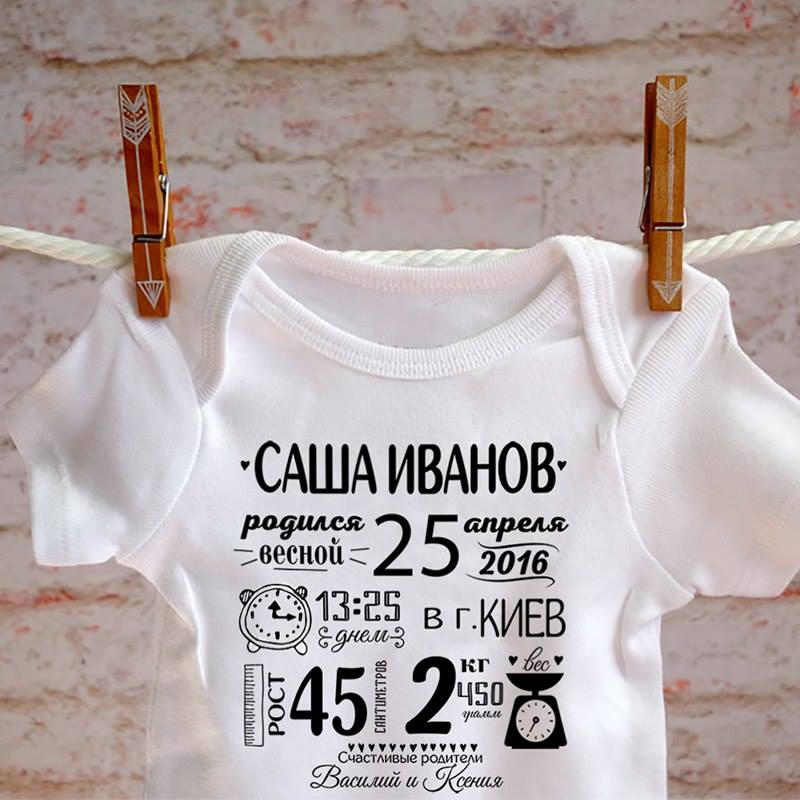 САША ИВАНОВ
родился 25 апреля
весной 2016
13:25 в г.КИЕВ
днем
РОСТ 45 САНТИМЕТРОВ 2 кг вес
450
грамм
Счастливые родители
Василий и Ксения